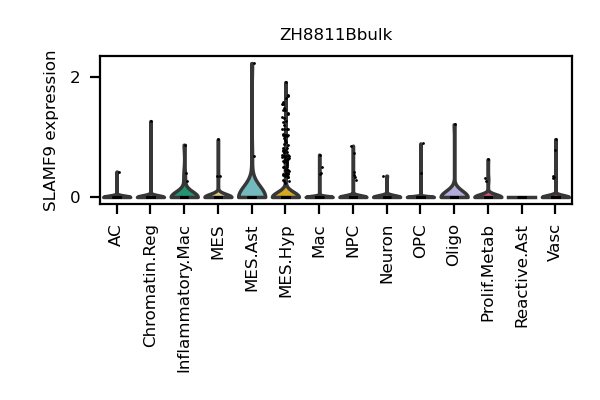 ZH8811Bbulk
SLAMF9 expression
2
0
AC
Chromatin.Reg
Inflammatory.Mac
MES
MES.Ast
MES.Hyp
Mac
NPC
Neuron
OPC
Oligo
Prolif.Metab
Reactive.Ast
Vasc